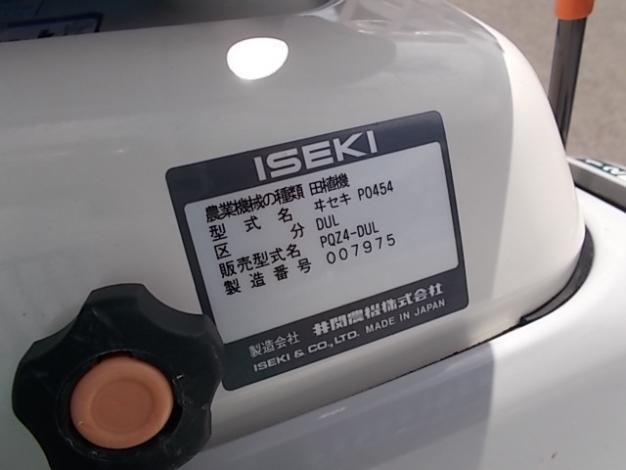 ISEKI
農業機械の種類 田植機
型式名 ヰセキ P0454
区分 DUL
販売型式名 PQZ4-DUL
製造番号 007975
製造会社 井関農機株式会社
ISEKI & CO., LTD. MADE IN JAPAN